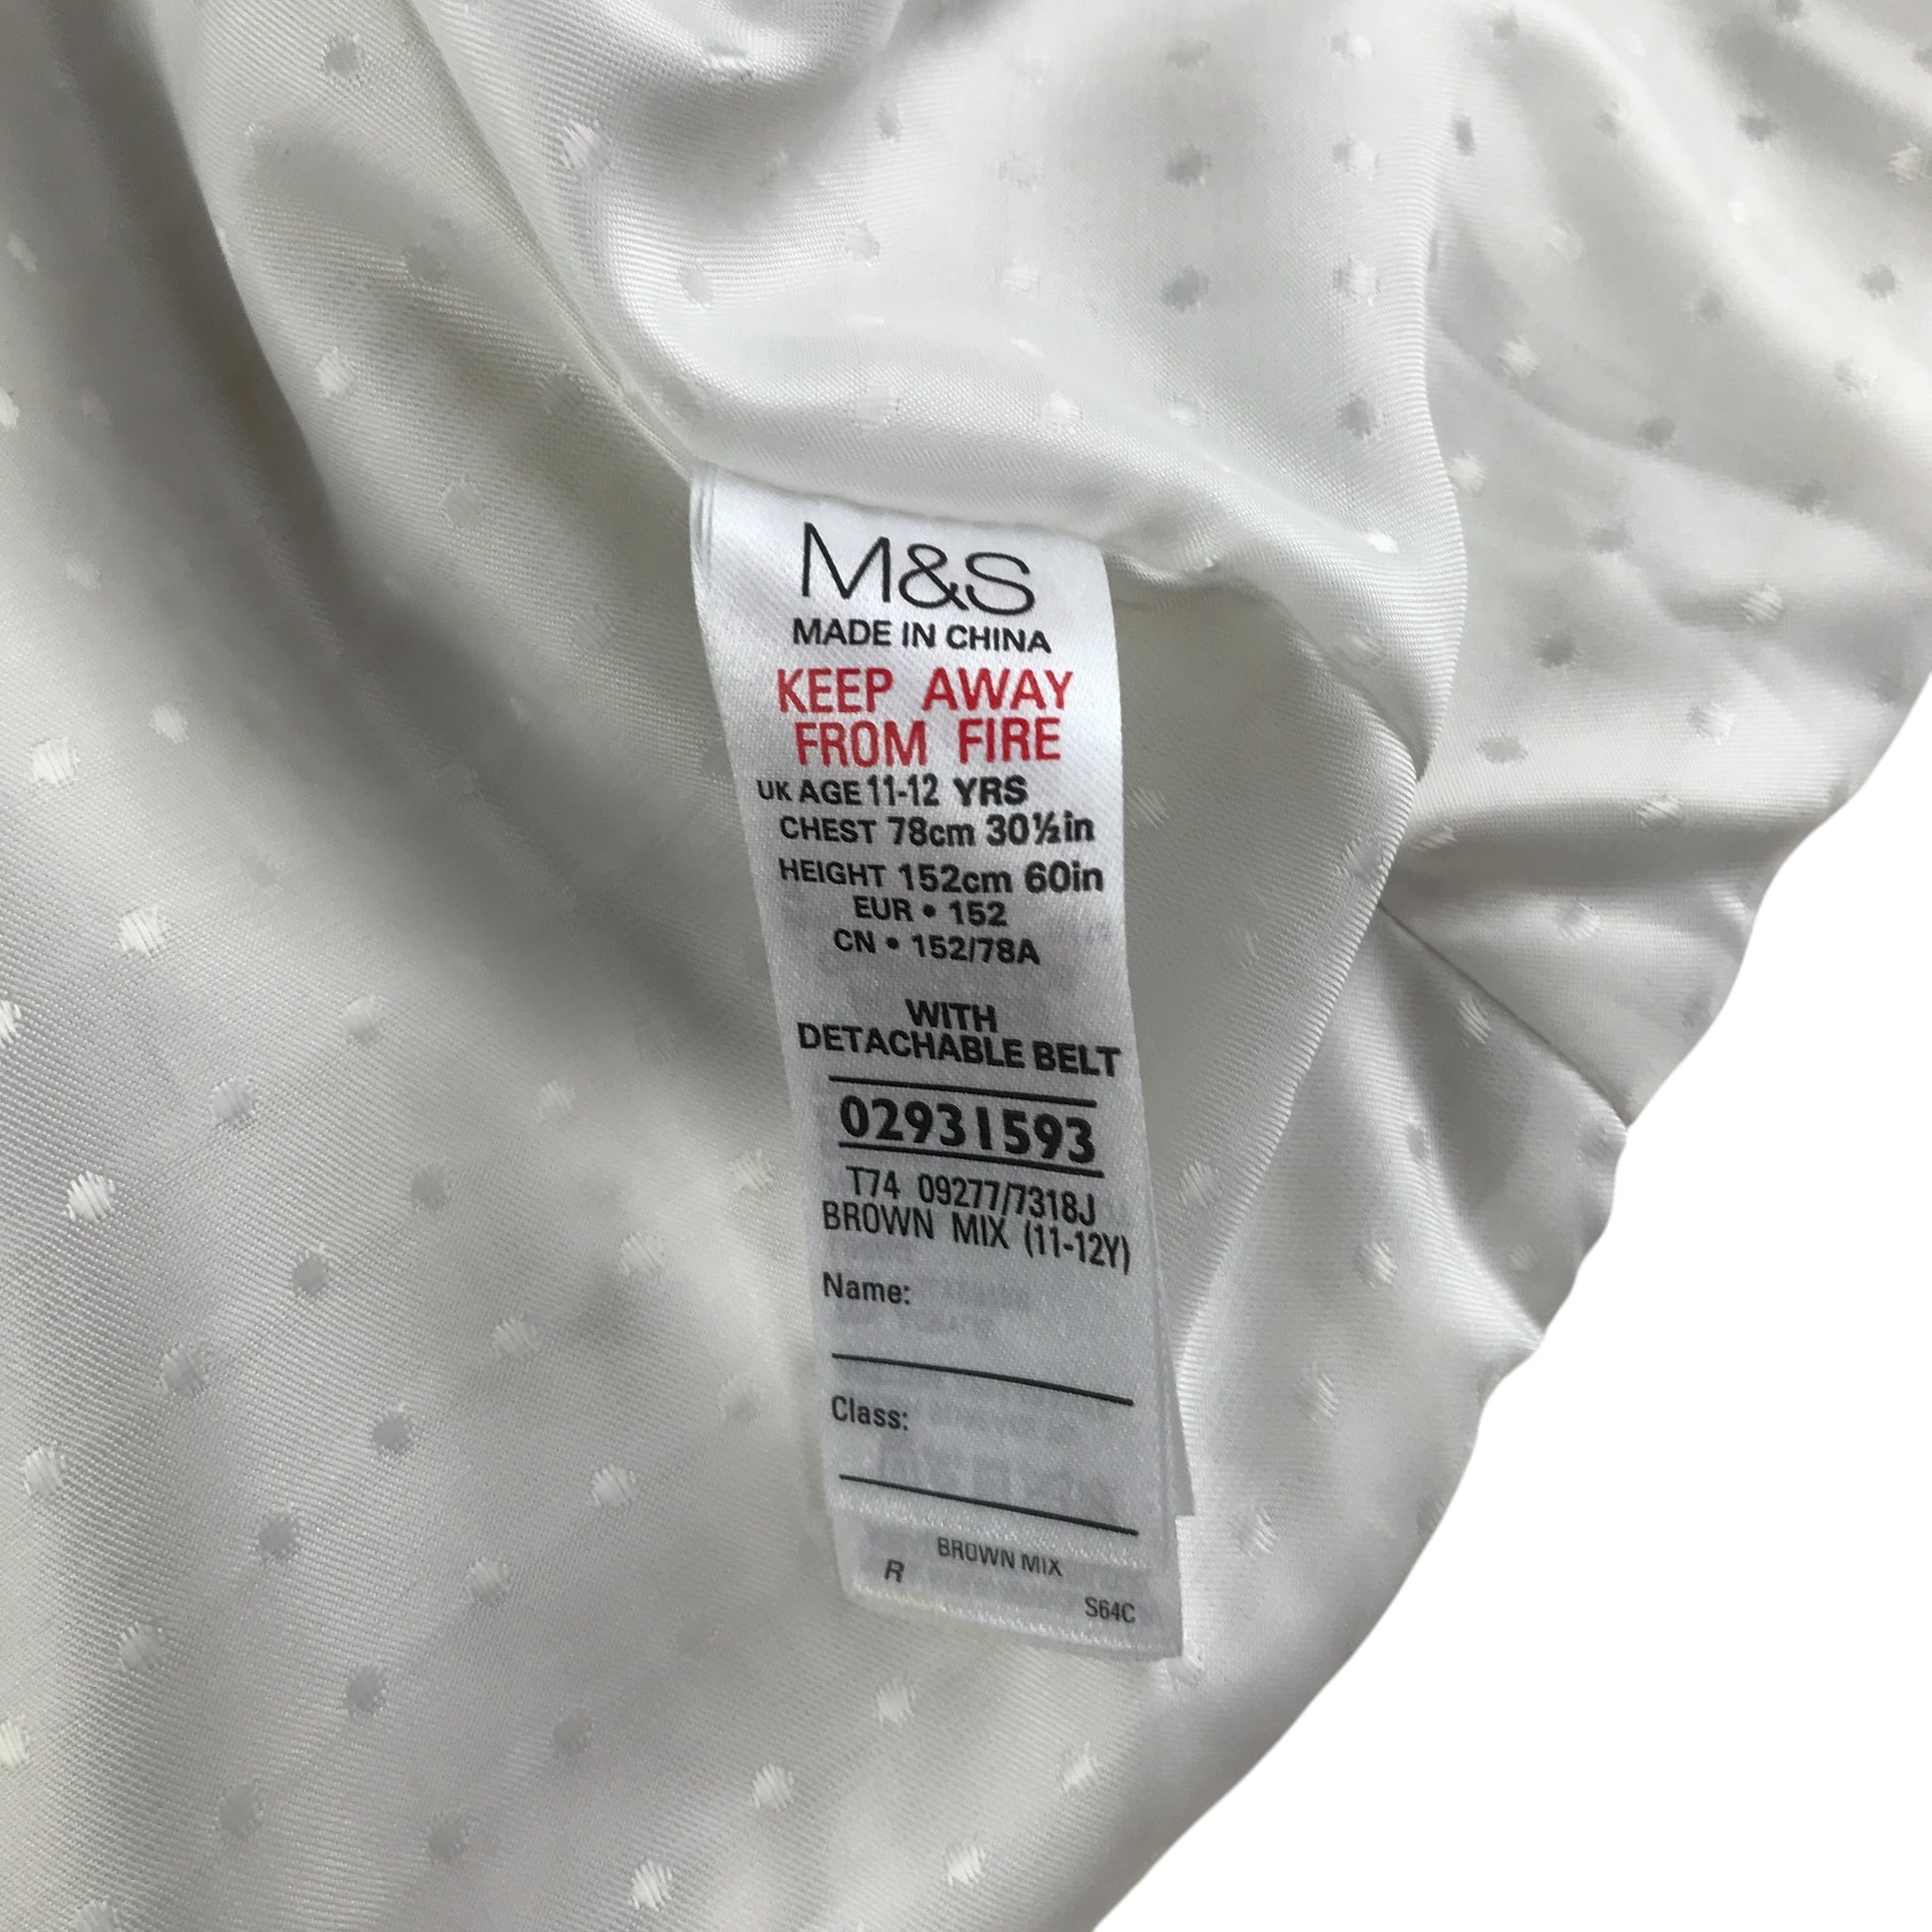 M&S
MADE IN CHINA
KEEP AWAY
FROM FIRE
UK AGE 11-12 YRS
CHEST 78cm 30½in
HEIGHT 152cm 60in
EUR • 152
CN • 152/78A
WITH
DETACHABLE BELT
02931593
T74 09277/7318J
BROWN MIX (11-12Y)
Name:
Class:
BROWN MIX
R
S64C